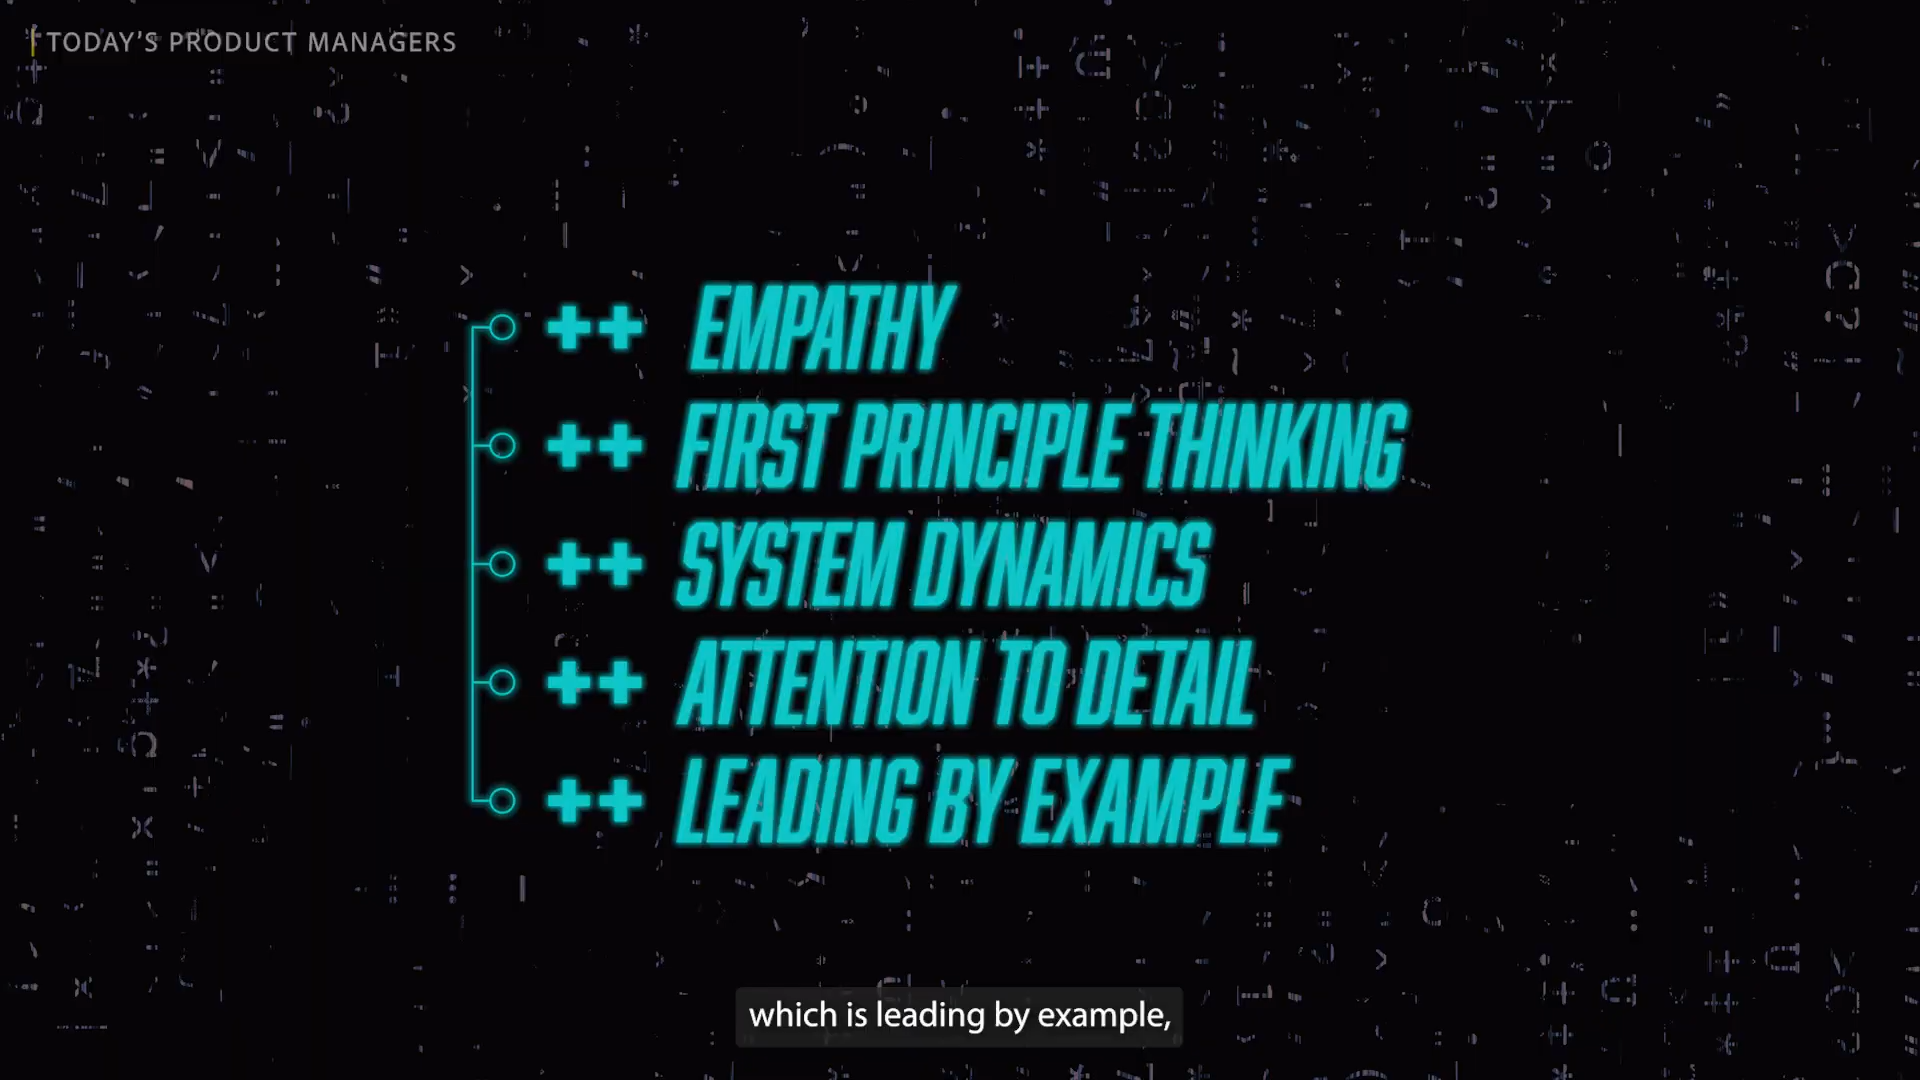 TODAY'S PRODUCT MANAGERS
++ EMPATHY
++ FIRST PRINCIPLE THINKING
++ SYSTEM DYNAMICS
++ ATTENTION TO DETAIL
++ LEADING BY EXAMPLE
which is leading by example,